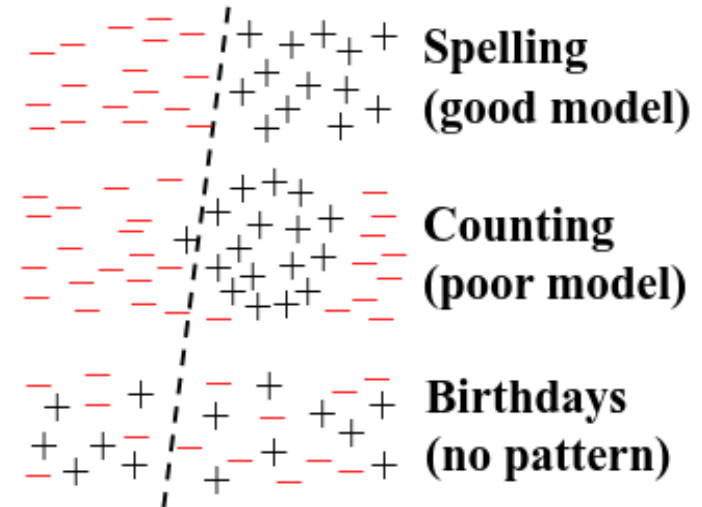 Spelling
(good model)
Counting
(poor model)
Birthdays
(no pattern)